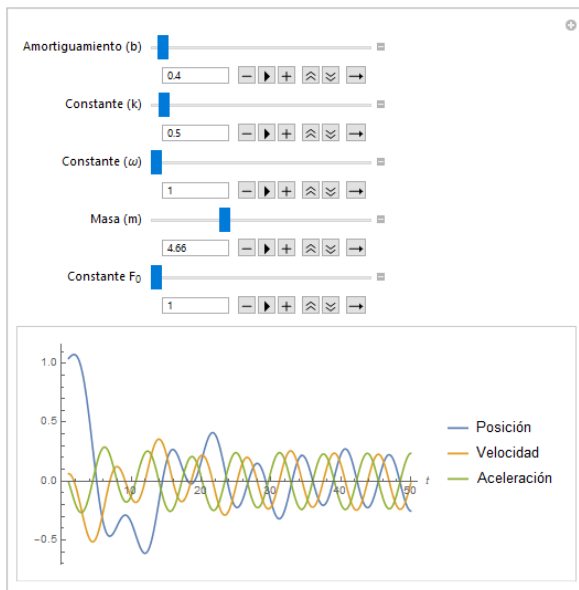 Amortiguamiento (b)
0.4
Constante (k)
0.5
Constante (ω)
1
Masa (m)
4.66
Constante F₀
1
1.0
0.5
0.0
-0.5
10
20
30
40
50
t
Posición
Velocidad
Aceleración